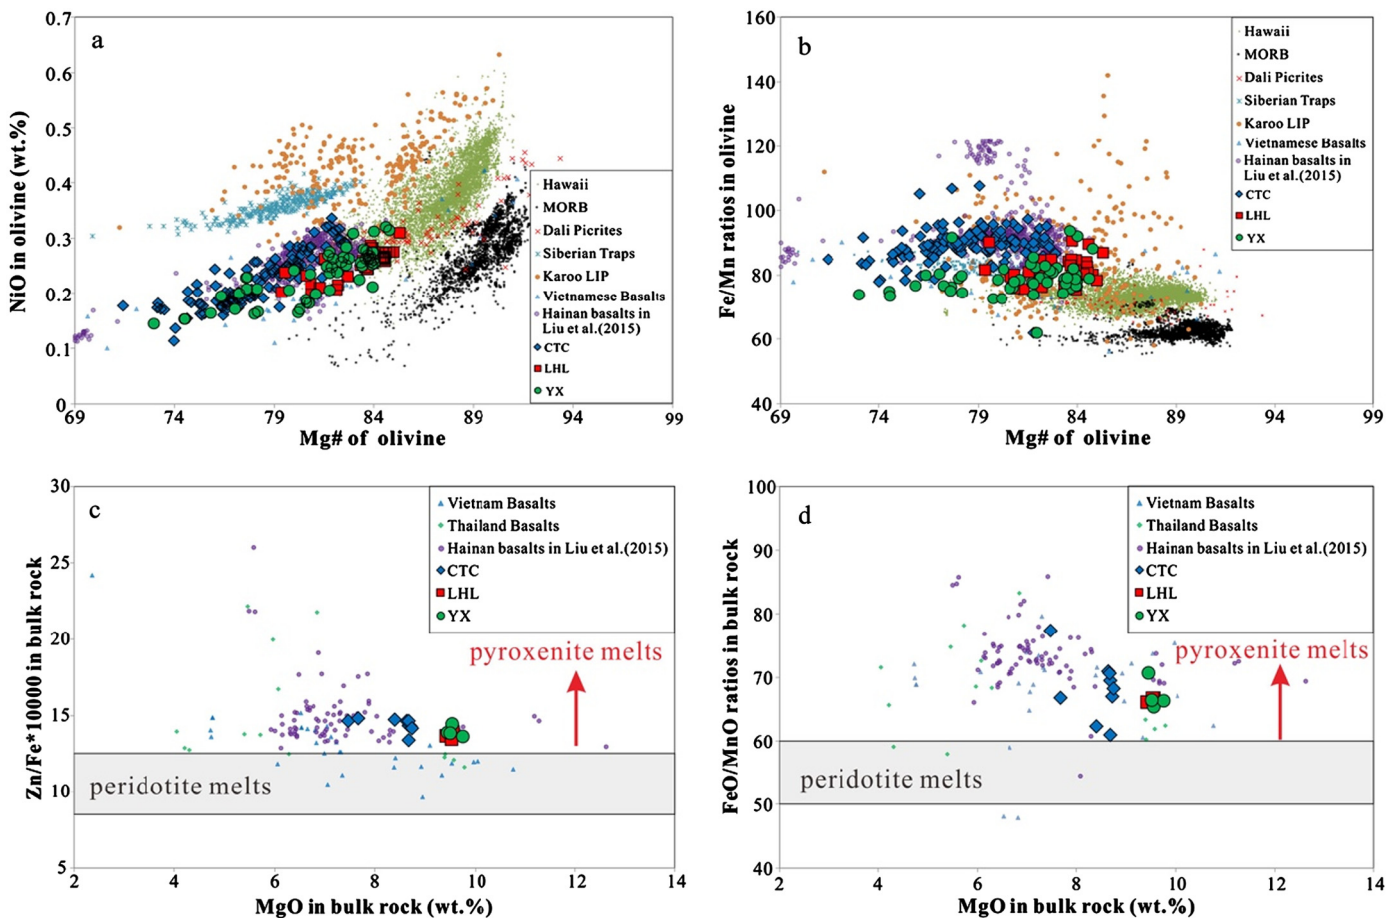 a
NiO in olivine (wt.%)
0.7
0.6
0.5
0.4
0.3
0.2
0.1
0
69
74
79
84
89
94
99
Mg# of olivine
Hawaii
MORB
Dali Picrites
Siberian Traps
Karoo LIP
Vietnamese Basalts
Hainan basalts in
Liu et al.(2015)
CTC
LHL
YX
b
Fe/Mn ratios in olivine
160
140
120
100
80
60
40
69
74
79
84
89
94
99
Mg# of olivine
Hawaii
MORB
Dali Picrites
Siberian Traps
Karoo LIP
Vietnamese Basalts
Hainan basalts in
Liu et al.(2015)
CTC
LHL
YX
c
Zn/Fe*10000 in bulk rock
30
25
20
15
10
5
2
4
6
8
10
12
14
MgO in bulk rock (wt.%)
Vietnam Basalts
Thailand Basalts
Hainan basalts in Liu et al.(2015)
CTC
LHL
YX
pyroxenite melts
peridotite melts
d
FeO/MnO ratios in bulk rock
100
90
80
70
60
50
40
2
4
6
8
10
12
14
MgO in bulk rock (wt.%)
Vietnam Basalts
Thailand Basalts
Hainan basalts in Liu et al.(2015)
CTC
LHL
YX
pyroxenite melts
peridotite melts